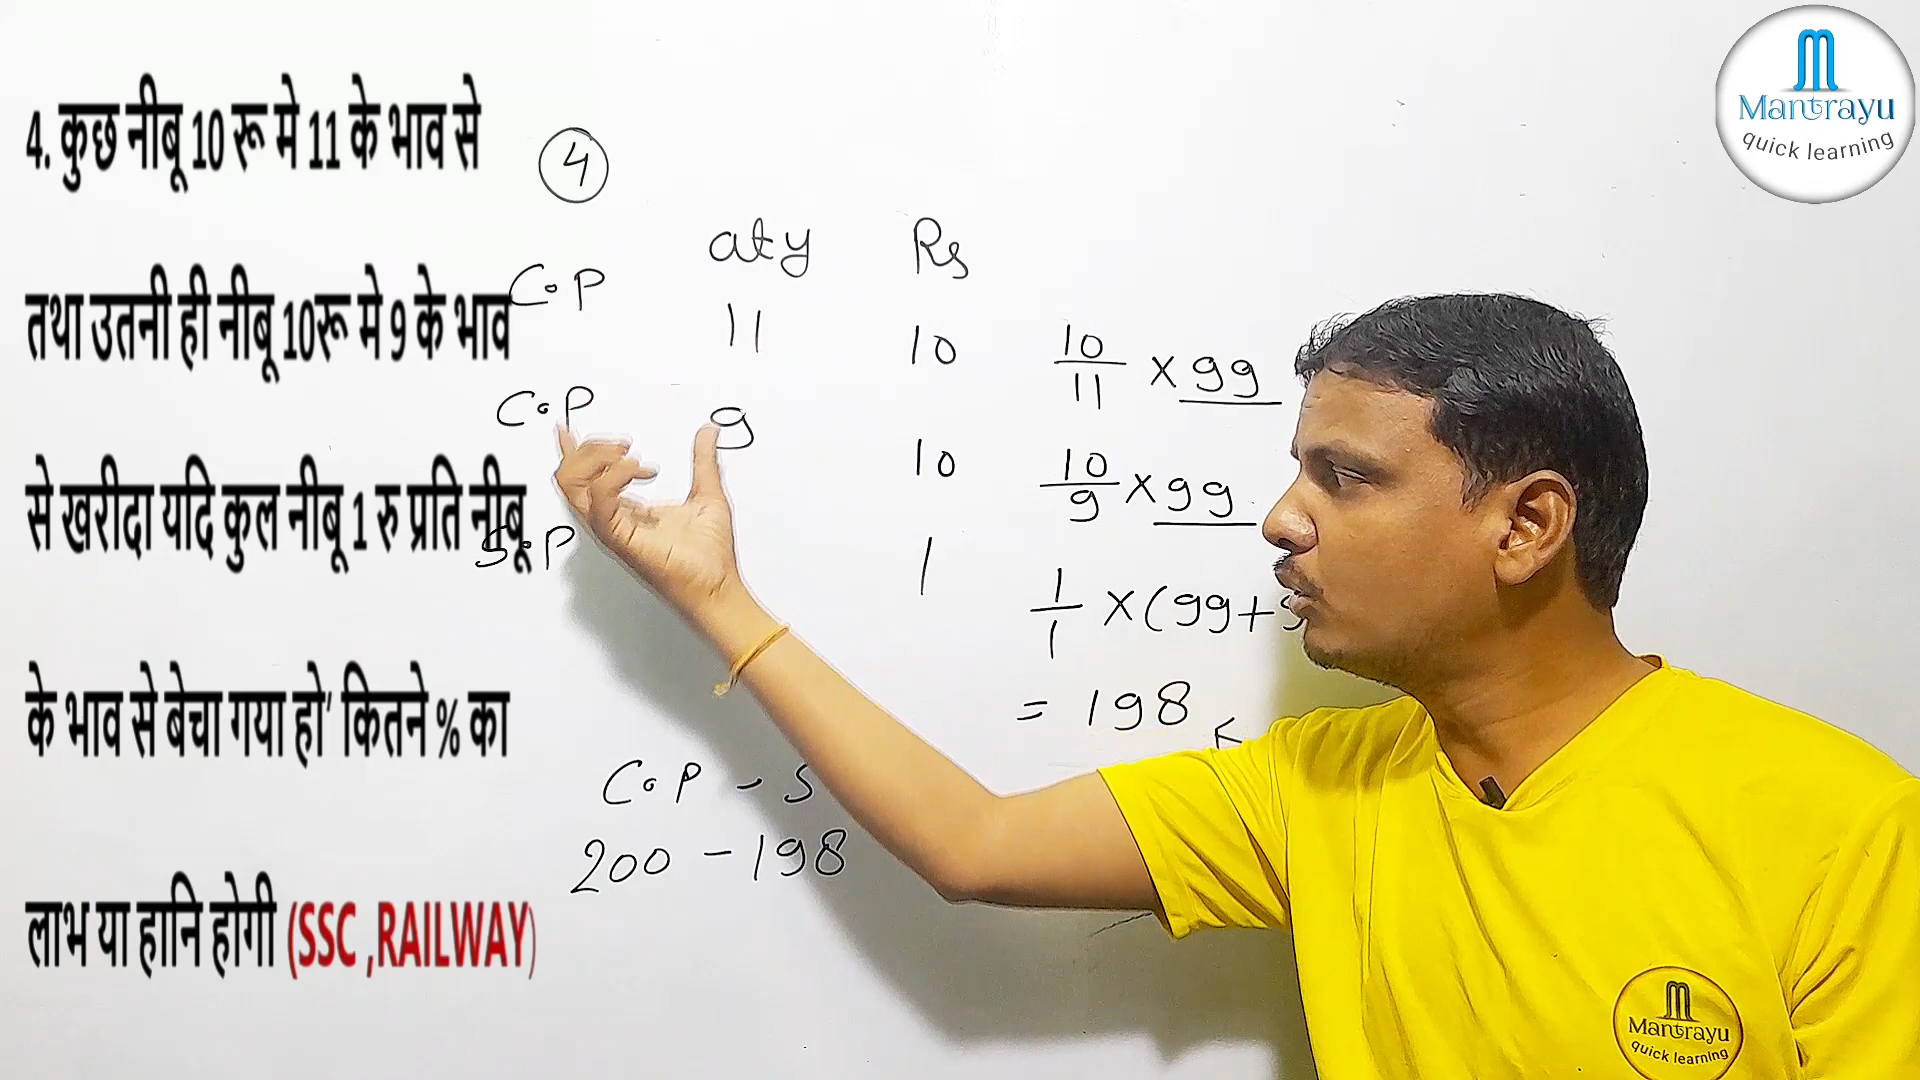 4. कुछ नीबू 10 रू मे 11 के भाव से
तथा उतनी ही नीबू 10रू मे 9 के भाव
से खरीदा यदि कुल नीबू 1 रु प्रति नीबू
के भाव से बेचा गया हो' कितने % का
लाभ या हानि होगी (SSC ,RAILWAY)
4
aty Rs
C.P 11 10 10/11 × 99
C.P 9 10 10/9 × 99
S.P 1 1/1 × (99+
= 198
C.P - S
200 - 198
Mantrayu
quick learning
Mantrayu
quick learning